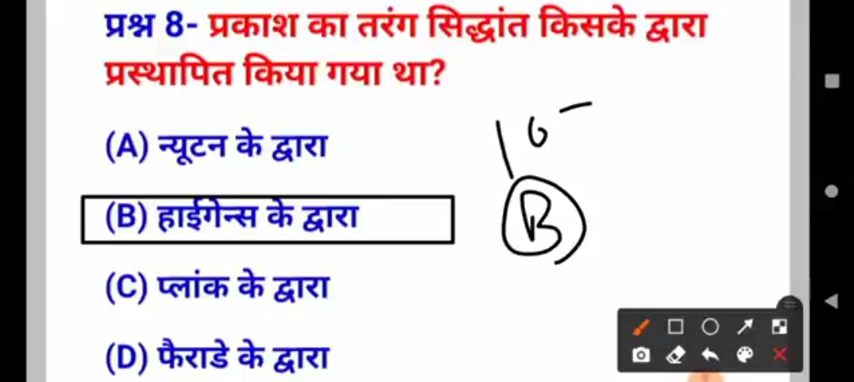 प्रश्न 8- प्रकाश का तरंग सिद्धांत किसके द्वारा
प्रस्थापित किया गया था?
(A) न्यूटन के द्वारा
(B) हाईगेन्स के द्वारा
B
(C) प्लांक के द्वारा
(D) फैराडे के द्वारा